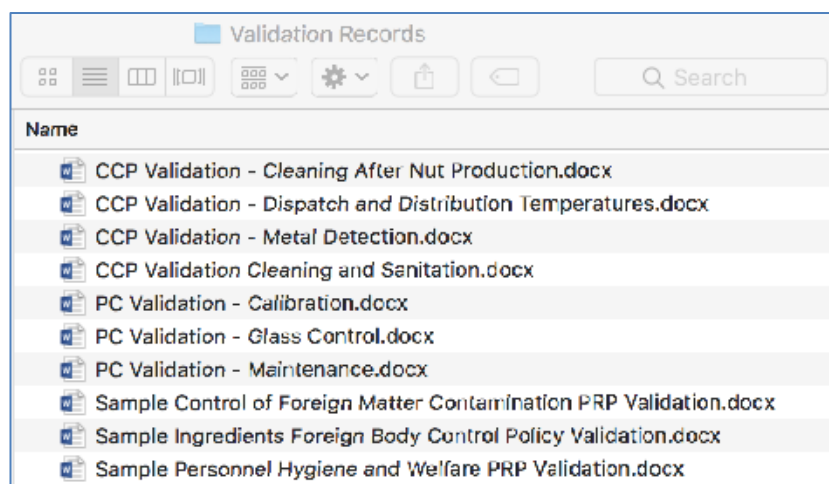 Validation Records
Search
Name
CCP Validation - Cleaning After Nut Production.docx
CCP Validation - Dispatch and Distribution Temperatures.docx
CCP Validation - Metal Detection.docx
CCP Validation Cleaning and Sanitation.docx
PC Validation - Calibration.docx
PC Validation - Glass Control.docx
PC Validation - Maintenance.docx
Sample Control of Foreign Matter Contamination PRP Validation.docx
Sample Ingredients Foreign Body Control Policy Validation.docx
Sample Personnel Hygiene and Welfare PRP Validation.docx